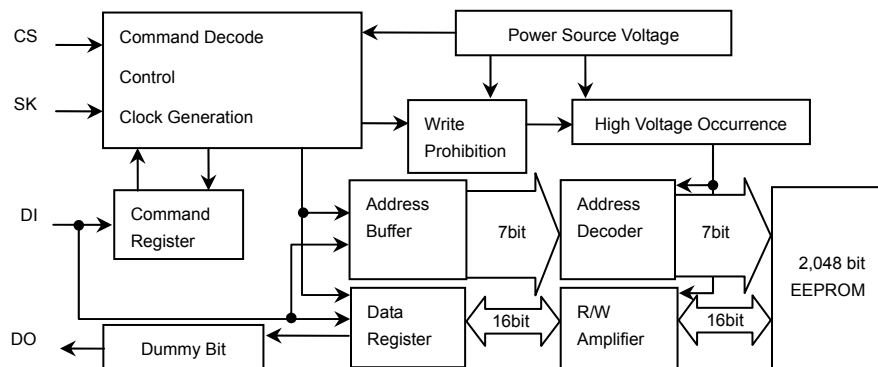 CS
Command Decode
Control
Clock Generation
SK
Power Source Voltage
Write
Prohibition
High Voltage Occurrence
DI
Command
Register
Address
Buffer
7bit
Address
Decoder
7bit
2,048 bit
EEPROM
Data
Register
16bit
R/W
Amplifier
16bit
DO
Dummy Bit